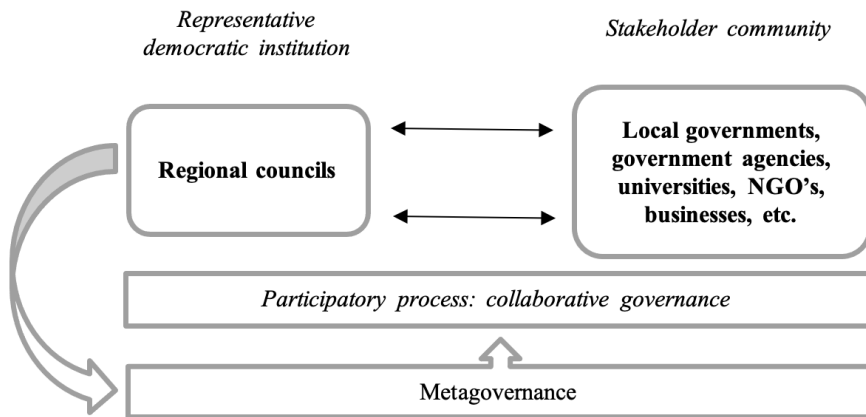 Representative
democratic institution
Stakeholder community
Regional councils
Local governments,
government agencies,
universities, NGO's,
businesses, etc.
Participatory process: collaborative governance
Metagovernance